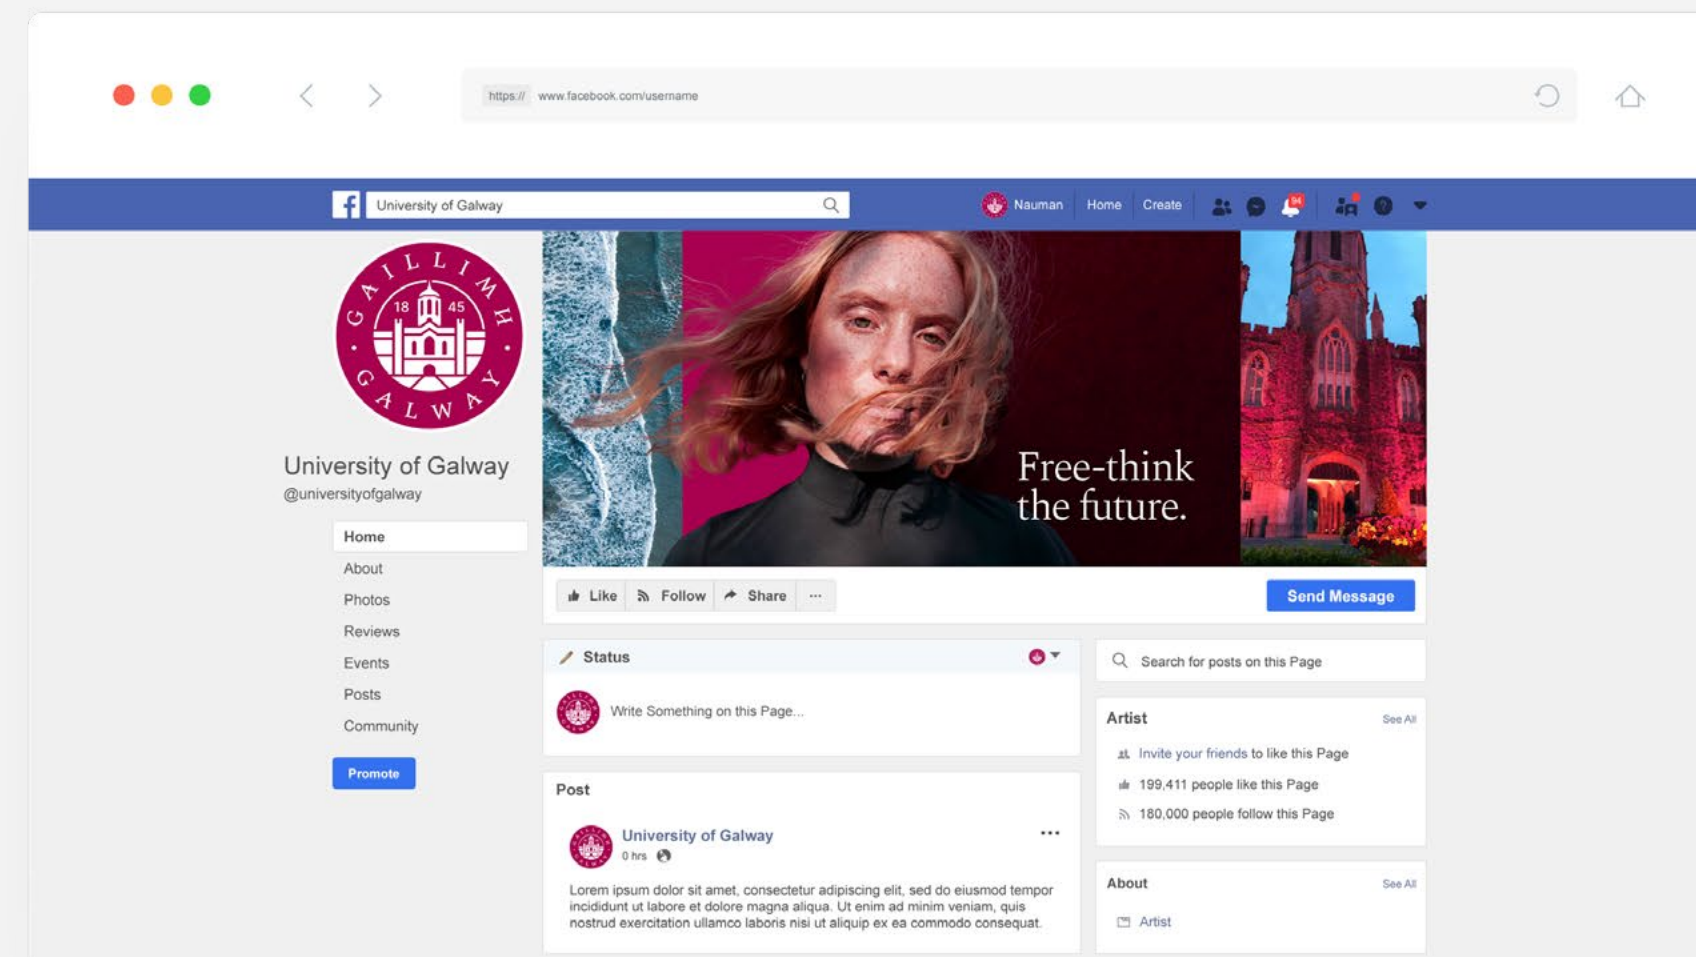 https:// www.facebook.com/username
University of Galway
Nauman Home Create
94
GAILLIMH
18 45
GALWAY
University of Galway
@universityofgalway
Home
About
Photos
Reviews
Events
Posts
Community
Promote
Free-think
the future.
Like Follow Share ...
Send Message
Status
Write Something on this Page...
Post
University of Galway
0 hrs
Lorem ipsum dolor sit amet, consectetur adipiscing elit, sed do eiusmod tempor
incididunt ut labore et dolore magna aliqua. Ut enim ad minim veniam, quis
nostrud exercitation ullamco laboris nisi ut aliquip ex ea commodo consequat.
Search for posts on this Page
Artist See All
Invite your friends to like this Page
199,411 people like this Page
180,000 people follow this Page
About See All
Artist